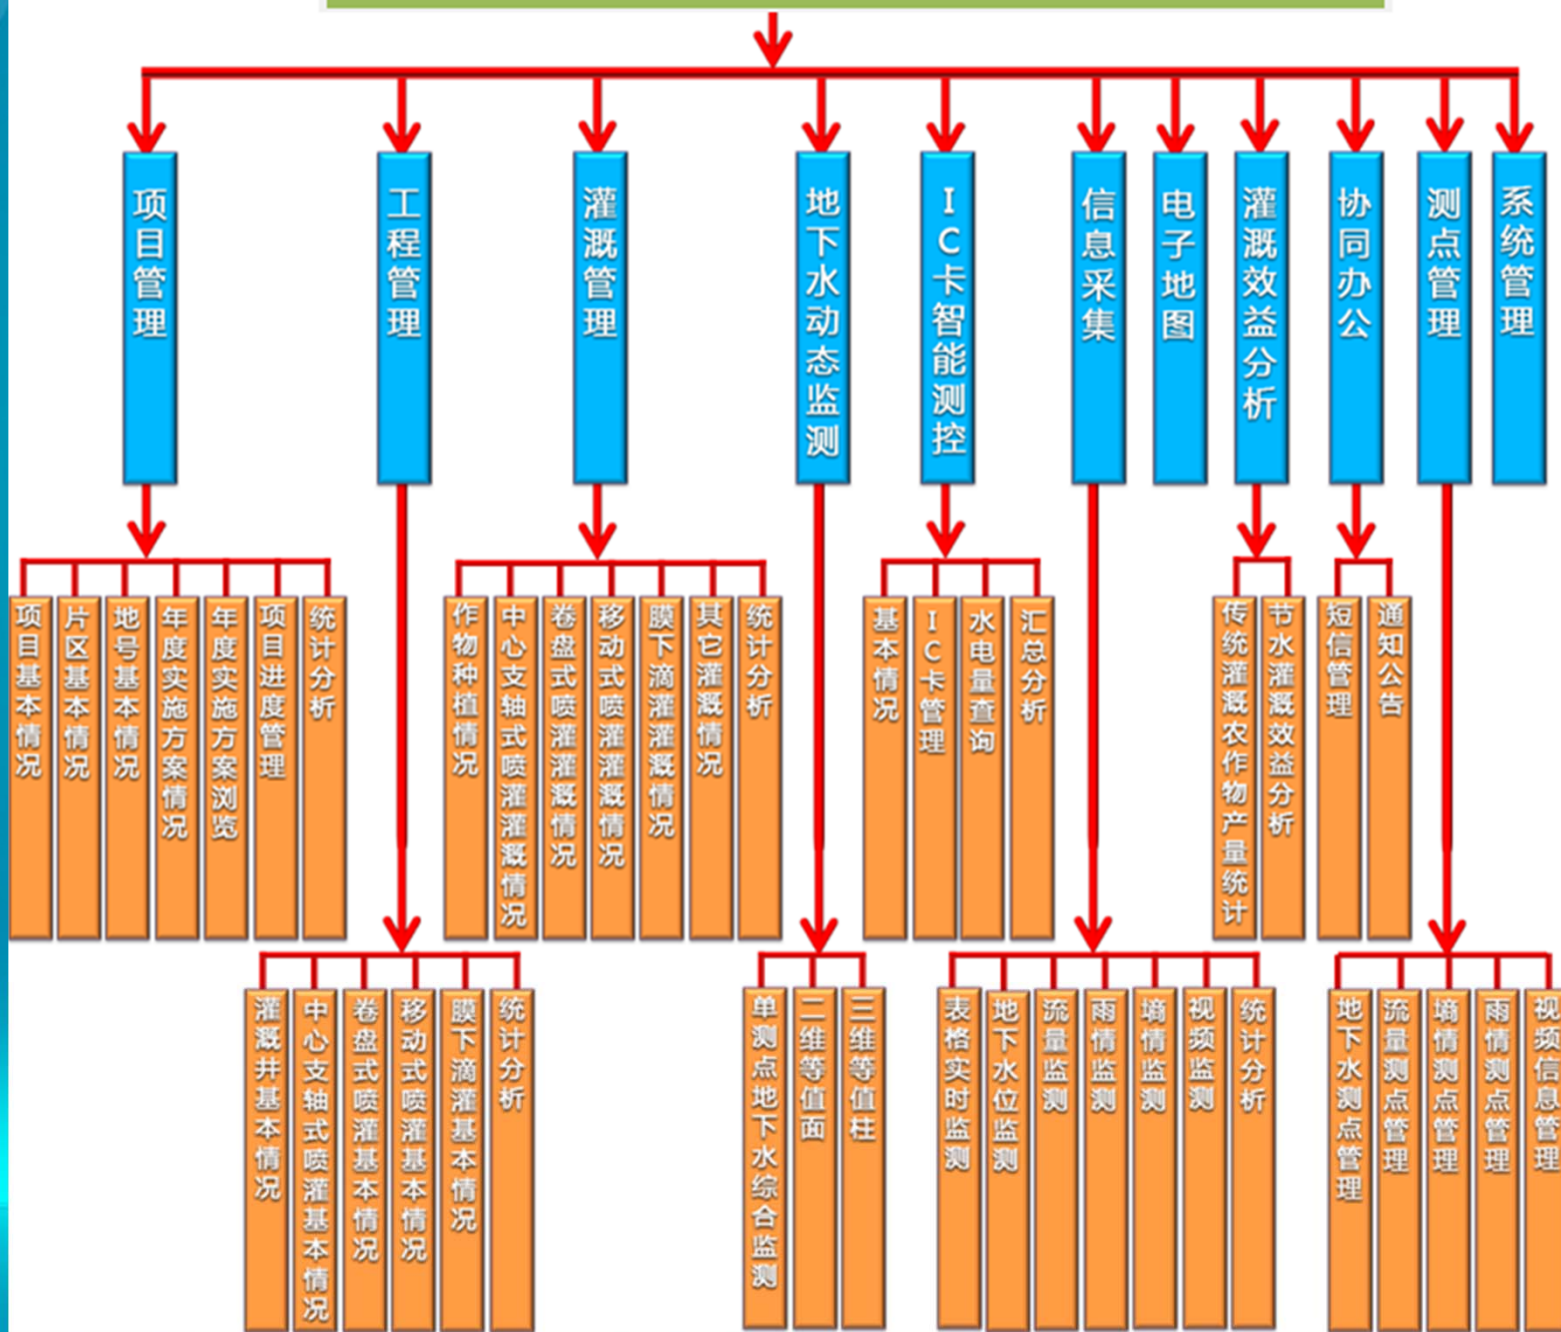 项目管理
工程管理
灌溉管理
地下水动态监测
IC卡智能测控
信息采集
电子地图
灌溉效益分析
协同办公
测点管理
系统管理
项目基本情况
片区基本情况
地号基本情况
年度实施方案情况
年度实施方案浏览
项目进度管理
统计分析
作物种植情况
中心支轴式喷灌灌溉情况
卷盘式喷灌灌溉情况
移动式喷灌灌溉情况
膜下滴灌灌溉情况
其它灌溉情况
统计分析
基本情况
IC卡管理
水电量查询
汇总分析
传统灌溉农作物产量统计
节水灌溉效益分析
短信管理
通知公告
灌溉井基本情况
中心支轴式喷灌基本情况
卷盘式喷灌基本情况
移动式喷灌基本情况
膜下滴灌基本情况
统计分析
单测点地下水综合监测
二维等值面
三维等值柱
表格实时监测
地下水位监测
流量监测
雨情监测
墒情监测
视频监测
统计分析
地下水测点管理
流量测点管理
墒情测点管理
雨情测点管理
视频信息管理